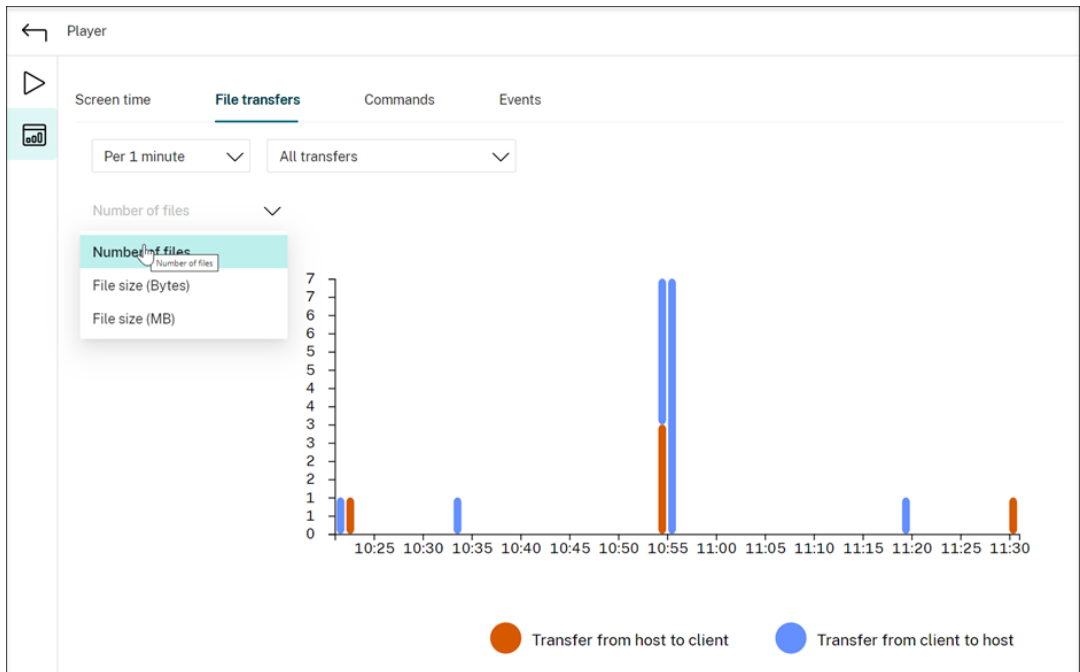 Player
Screen time File transfers Commands Events
Per 1 minute All transfers
Number of files
Number of files
Number of files
File size (Bytes)
File size (MB)
7
7
6
6
5
5
4
4
3
3
2
2
1
1
0
10:25 10:30 10:35 10:40 10:45 10:50 10:55 11:00 11:05 11:10 11:15 11:20 11:25 11:30
Transfer from host to client Transfer from client to host